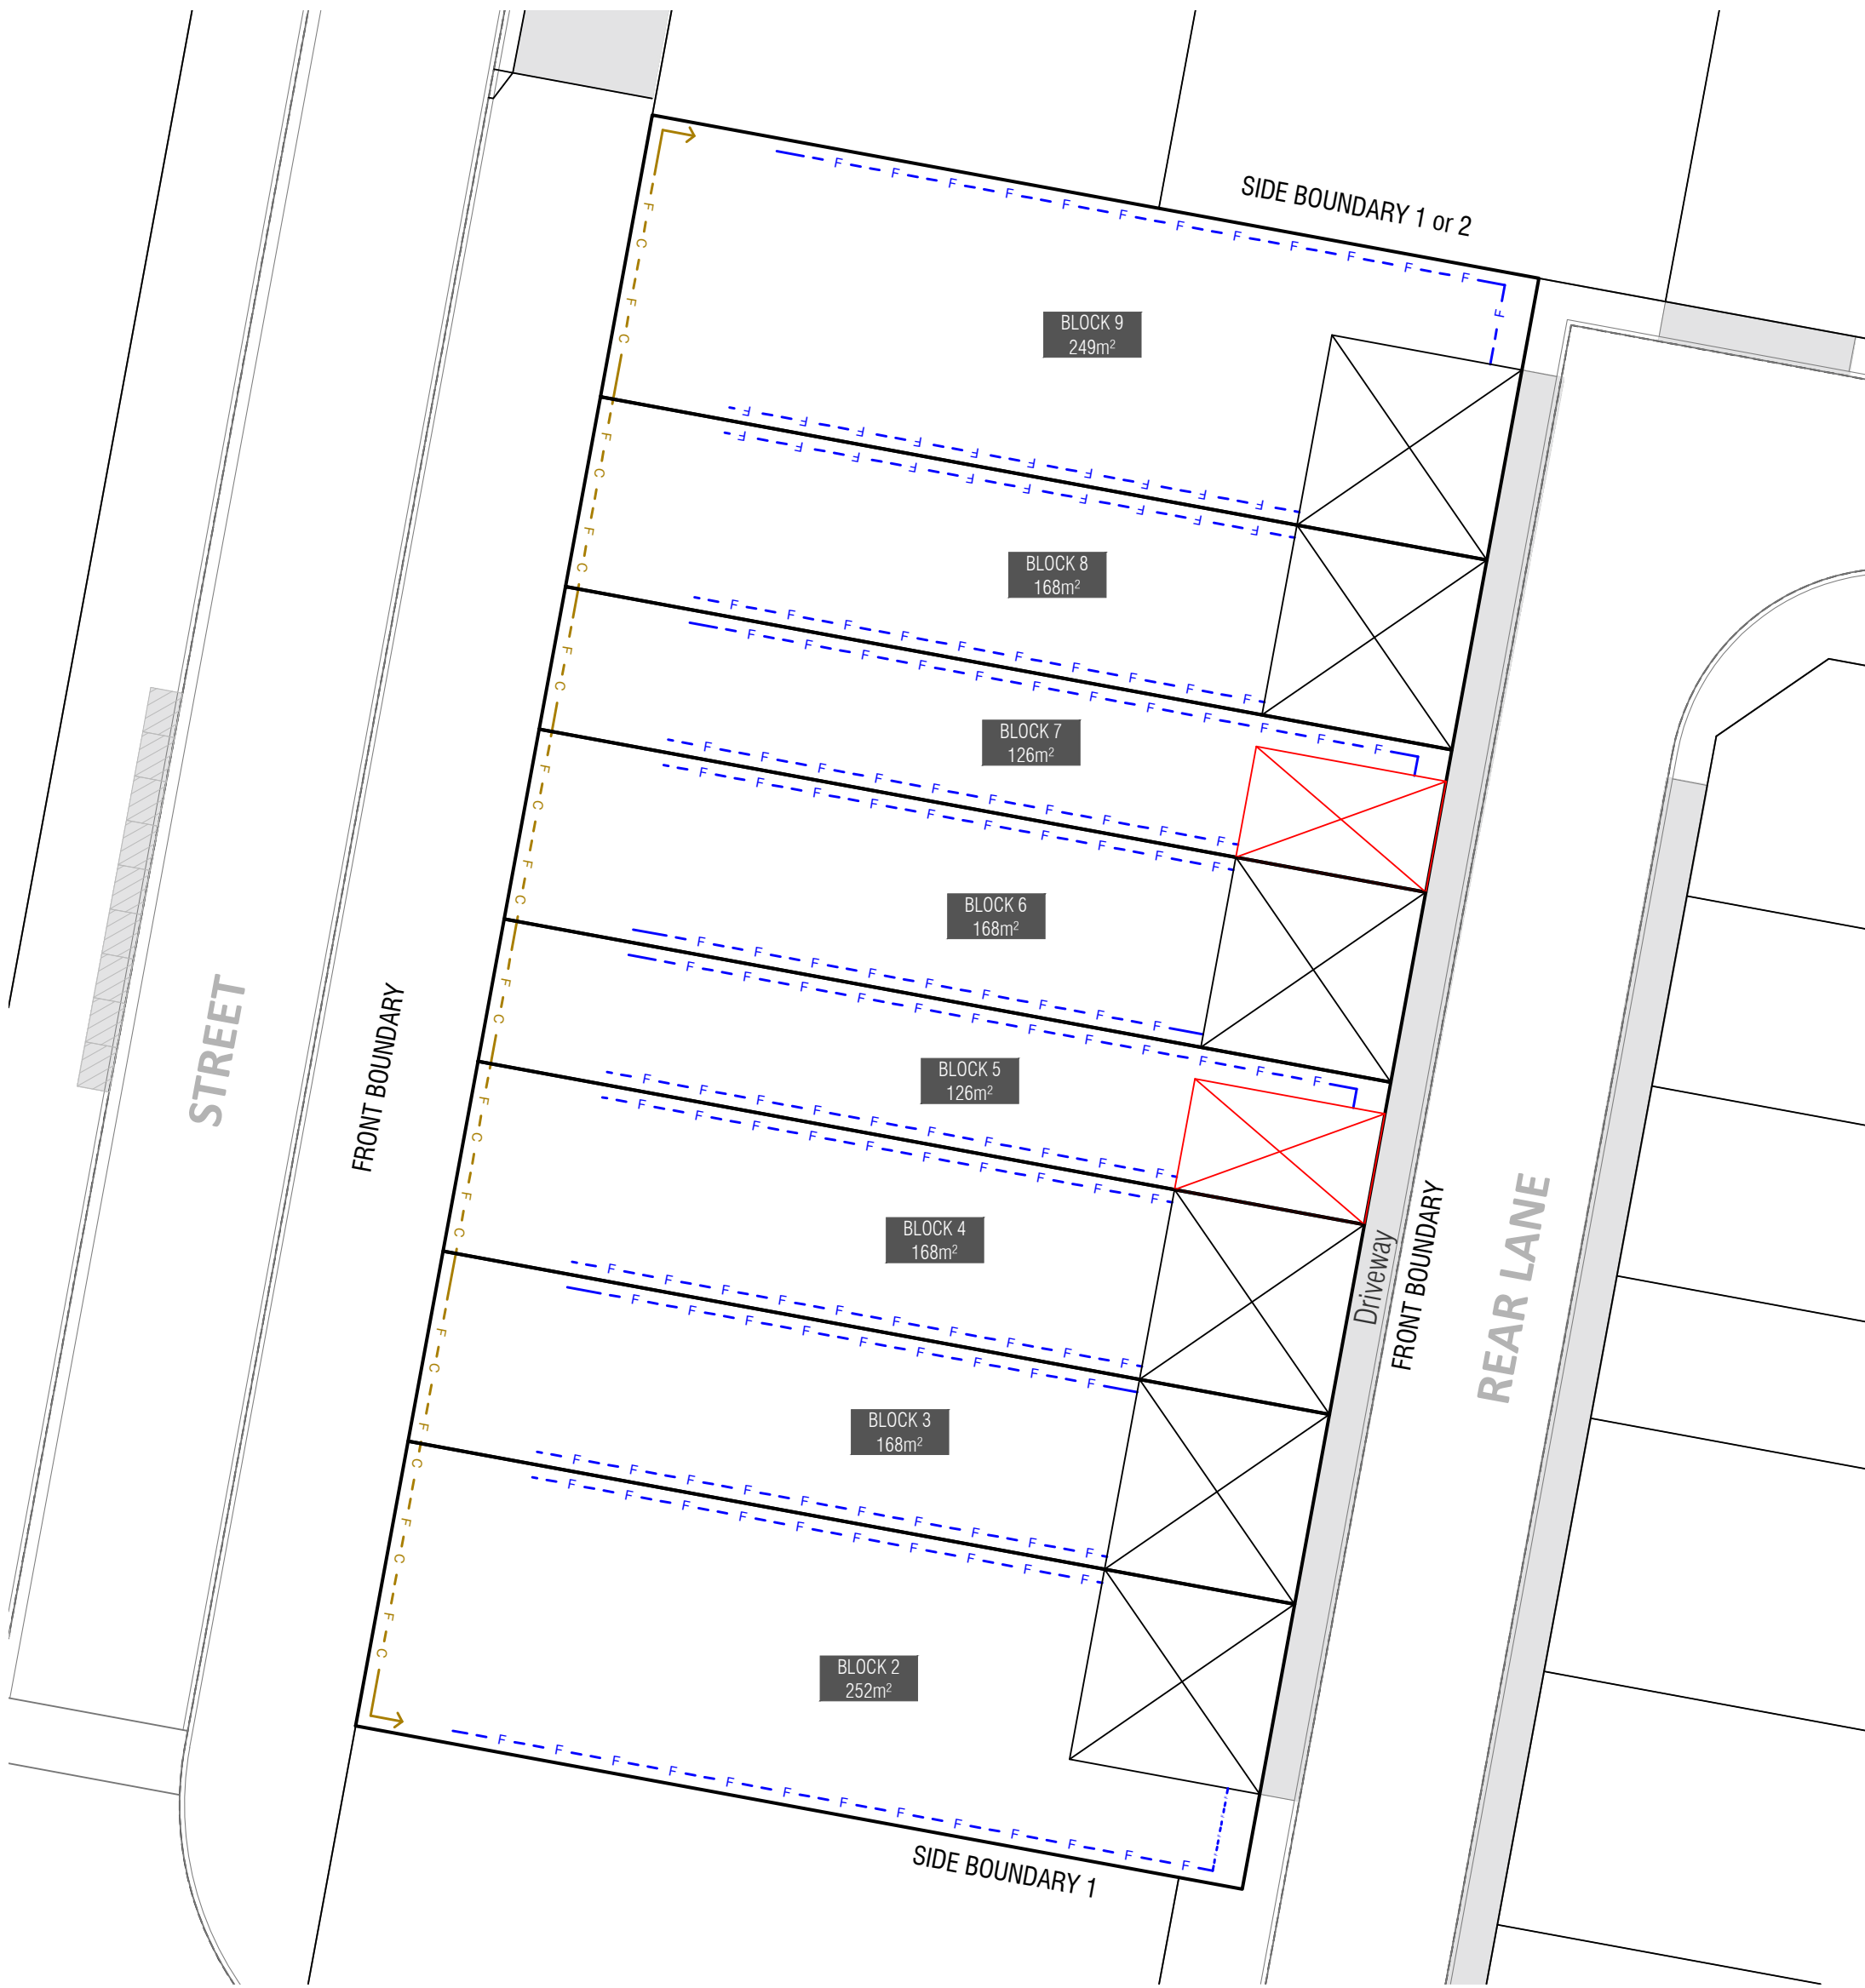 SIDE BOUNDARY 1 or 2
BLOCK 9
249m²
BLOCK 8
168m²
BLOCK 7
126m²
BLOCK 6
168m²
STREET
FRONT BOUNDARY
BLOCK 5
126m²
BLOCK 4
168m²
Driveway
FRONT BOUNDARY
REAR LANE
BLOCK 3
168m²
BLOCK 2
252m²
SIDE BOUNDARY 1